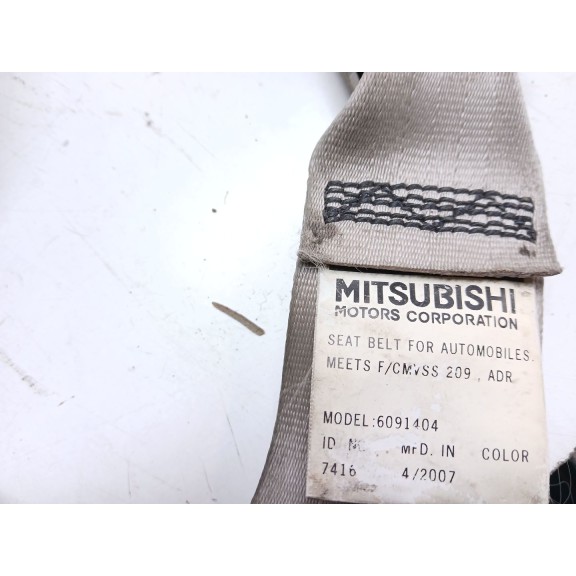 MITSUBISHI
MOTORS CORPORATION
SEAT BELT FOR AUTOMOBILES.
MEETS F/CMVSS 209 , ADR
MODEL:6091404
ID MFD. IN COLOR
7416 4/2007